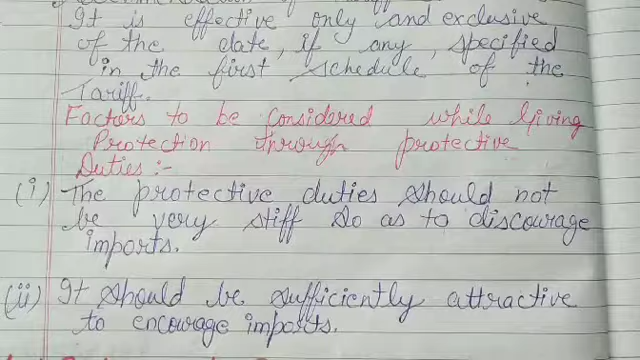 It is effective only and exclusive
of the date, if any, specified
in the first schedule of the
Tariff.
Factors to be Considered while Giving
Protection through protective
Duties :-
(i) The protective duties should not
be very stiff so as to discourage
imports.
(ii) It should be sufficiently attractive
to encourage imports.